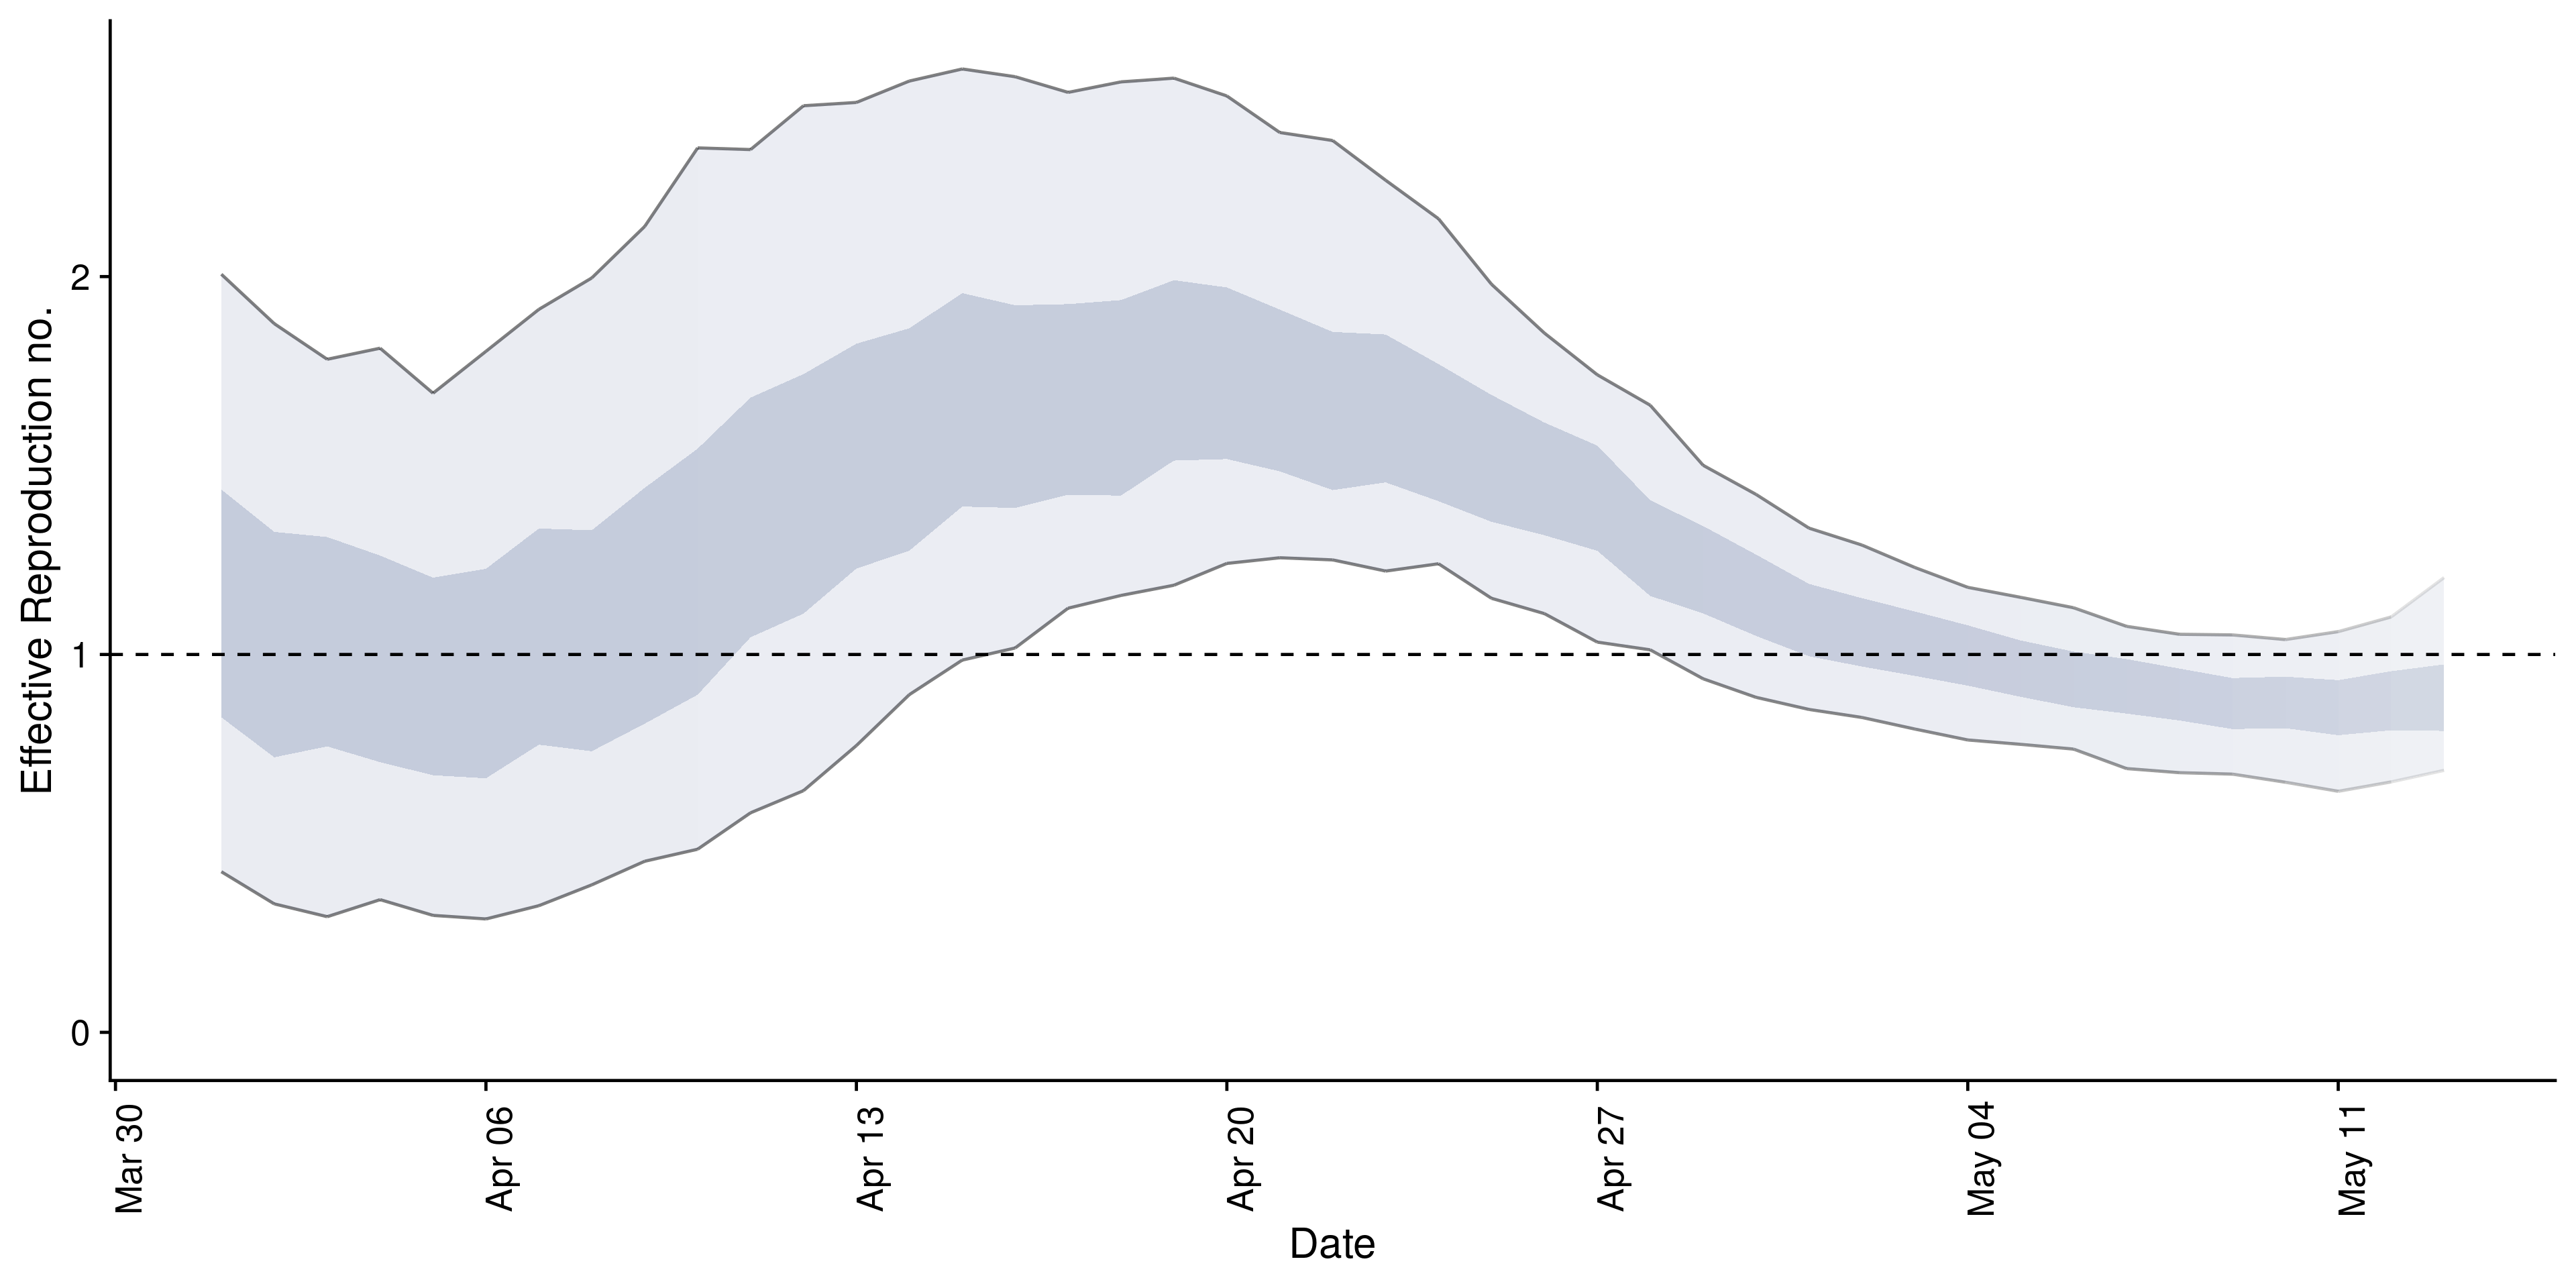 Effective Reproduction no.
2
1
0
Mar 30
Apr 06
Apr 13
Apr 20
Apr 27
May 04
May 11
Date